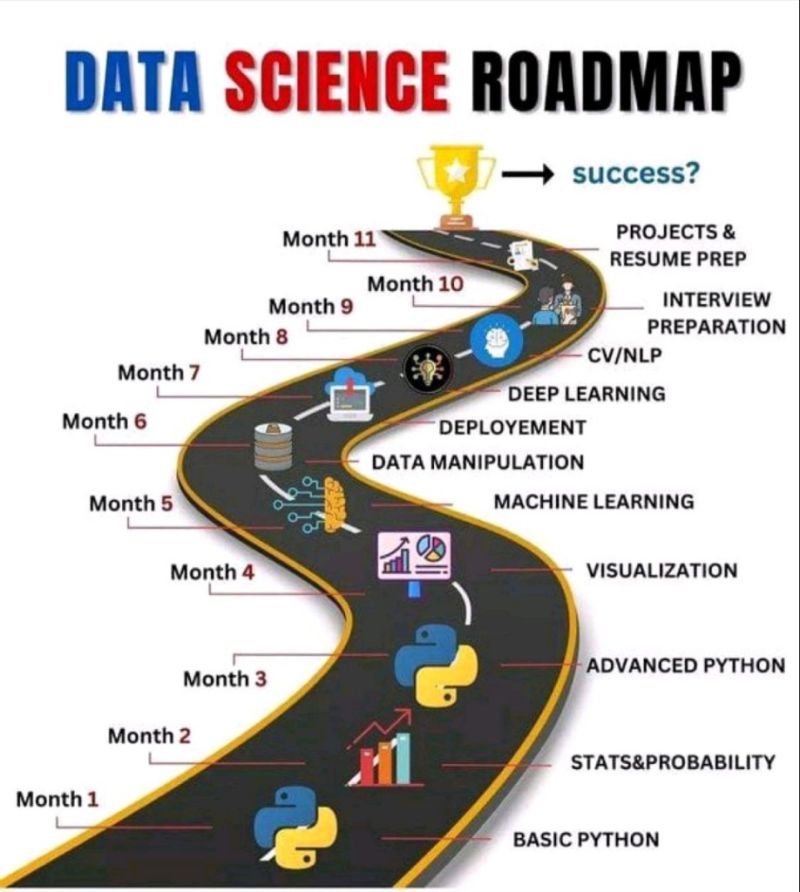 DATA SCIENCE ROADMAP
success?
Month 11
PROJECTS &
RESUME PREP
Month 10
INTERVIEW
PREPARATION
Month 9
CV/NLP
Month 8
DEEP LEARNING
Month 7
DEPLOYEMENT
Month 6
DATA MANIPULATION
Month 5
MACHINE LEARNING
Month 4
VISUALIZATION
Month 3
ADVANCED PYTHON
Month 2
STATS&PROBABILITY
Month 1
BASIC PYTHON